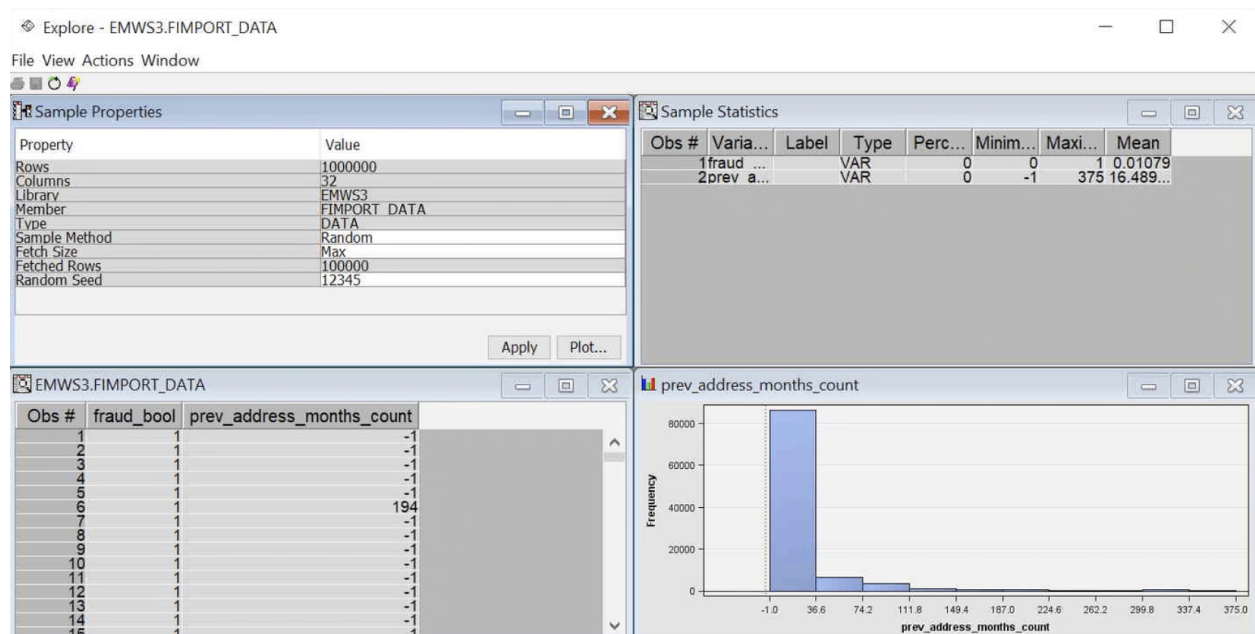 Explore - EMWS3.FIMPORT_DATA
File View Actions Window
Sample Properties
Property Value
Rows 1000000
Columns 32
Library EMWS3
Member FIMPORT_DATA
Type DATA
Sample Method Random
Fetch Size Max
Fetched Rows 100000
Random Seed 12345
Apply Plot...
Sample Statistics
Obs # Varia... Label Type Perc... Minim... Maxi... Mean
1 fraud ... VAR 0 0 1 0.01079
2 prev_a... VAR 0 -1 375 16.489...
EMWS3.FIMPORT_DATA
Obs # fraud_bool prev_address_months_count
1 1 -1
2 1 -1
3 1 -1
4 1 -1
5 1 -1
6 1 194
7 1 -1
8 1 -1
9 1 -1
10 1 -1
11 1 -1
12 1 -1
13 1 -1
14 1 -1
15 1 -1
prev_address_months_count
Frequency
80000
60000
40000
20000
0
-1.0 36.6 74.2 111.8 149.4 187.0 224.6 262.2 299.8 337.4 375.0
prev_address_months_count